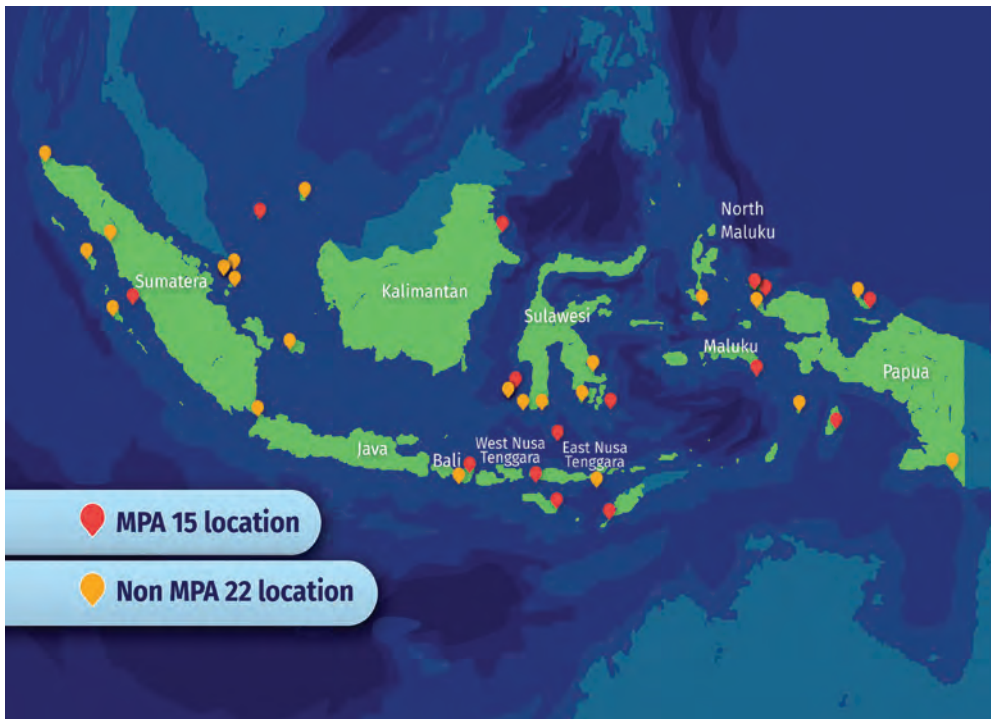 North
Maluku
Sumatera
Kalimantan
Sulawesi
Maluku
Papua
Java
Bali
West Nusa
Tenggara
East Nusa
Tenggara
MPA 15 location
Non MPA 22 location